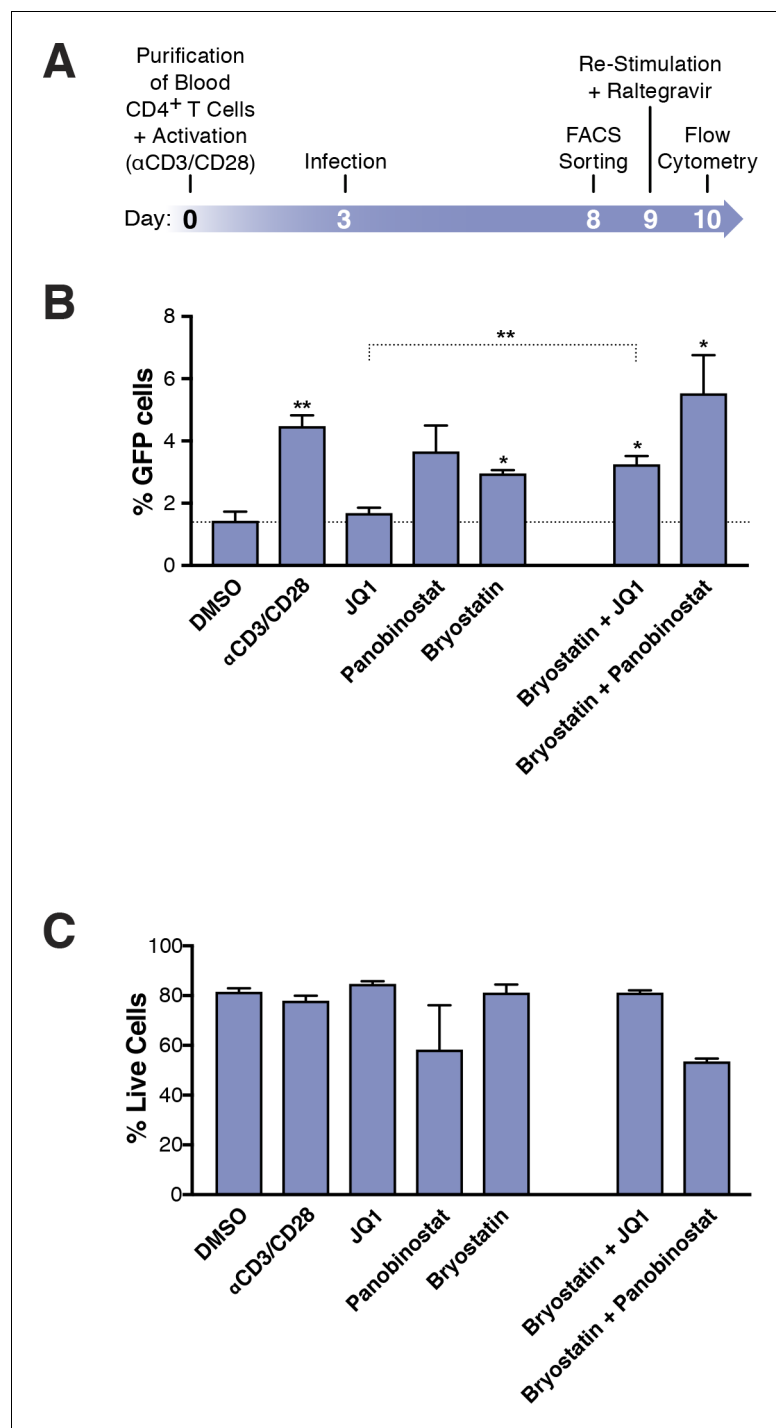 A
Purification
of Blood
CD4+ T Cells
+ Activation
(αCD3/CD28)
Infection
FACS
Sorting
Re-Stimulation
+ Raltegravir
Flow
Cytometry
Day: 0 3 8 9 10
B
% GFP cells
8
6
4
2
0
**
*
**
*
*
DMSO
αCD3/CD28
JQ1
Panobinostat
Bryostatin
Bryostatin + JQ1
Bryostatin + Panobinostat
C
% Live Cells
100
80
60
40
20
0
DMSO
αCD3/CD28
JQ1
Panobinostat
Bryostatin
Bryostatin + JQ1
Bryostatin + Panobinostat